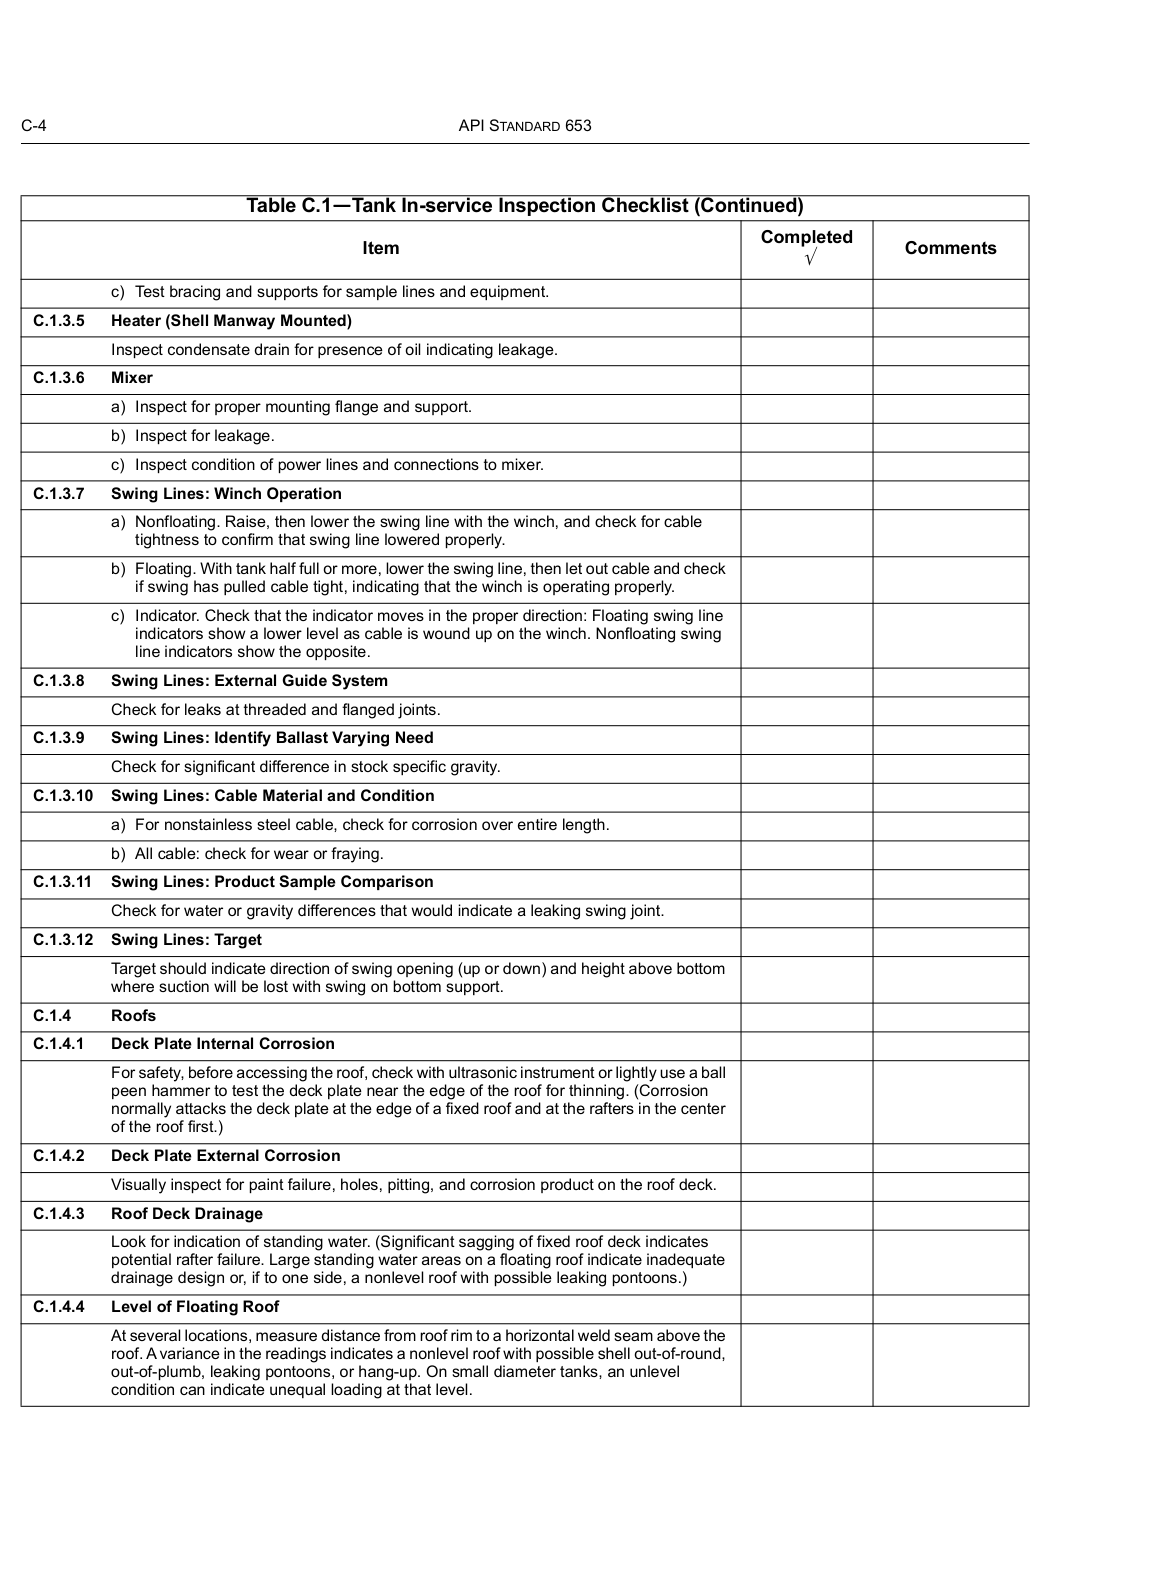 C-4
API STANDARD 653
Table C.1—Tank In-service Inspection Checklist (Continued)
Item
Completed
√
Comments
c) Test bracing and supports for sample lines and equipment.
C.1.3.5 Heater (Shell Manway Mounted)
Inspect condensate drain for presence of oil indicating leakage.
C.1.3.6 Mixer
a) Inspect for proper mounting flange and support.
b) Inspect for leakage.
c) Inspect condition of power lines and connections to mixer.
C.1.3.7 Swing Lines: Winch Operation
a) Nonfloating. Raise, then lower the swing line with the winch, and check for cable
tightness to confirm that swing line lowered properly.
b) Floating. With tank half full or more, lower the swing line, then let out cable and check
if swing has pulled cable tight, indicating that the winch is operating properly.
c) Indicator. Check that the indicator moves in the proper direction: Floating swing line
indicators show a lower level as cable is wound up on the winch. Nonfloating swing
line indicators show the opposite.
C.1.3.8 Swing Lines: External Guide System
Check for leaks at threaded and flanged joints.
C.1.3.9 Swing Lines: Identify Ballast Varying Need
Check for significant difference in stock specific gravity.
C.1.3.10 Swing Lines: Cable Material and Condition
a) For nonstainless steel cable, check for corrosion over entire length.
b) All cable: check for wear or fraying.
C.1.3.11 Swing Lines: Product Sample Comparison
Check for water or gravity differences that would indicate a leaking swing joint.
C.1.3.12 Swing Lines: Target
Target should indicate direction of swing opening (up or down) and height above bottom
where suction will be lost with swing on bottom support.
C.1.4 Roofs
C.1.4.1 Deck Plate Internal Corrosion
For safety, before accessing the roof, check with ultrasonic instrument or lightly use a ball
peen hammer to test the deck plate near the edge of the roof for thinning. (Corrosion
normally attacks the deck plate at the edge of a fixed roof and at the rafters in the center
of the roof first.)
C.1.4.2 Deck Plate External Corrosion
Visually inspect for paint failure, holes, pitting, and corrosion product on the roof deck.
C.1.4.3 Roof Deck Drainage
Look for indication of standing water. (Significant sagging of fixed roof deck indicates
potential rafter failure. Large standing water areas on a floating roof indicate inadequate
drainage design or, if to one side, a nonlevel roof with possible leaking pontoons.)
C.1.4.4 Level of Floating Roof
At several locations, measure distance from roof rim to a horizontal weld seam above the
roof. A variance in the readings indicates a nonlevel roof with possible shell out-of-round,
out-of-plumb, leaking pontoons, or hang-up. On small diameter tanks, an unlevel
condition can indicate unequal loading at that level.